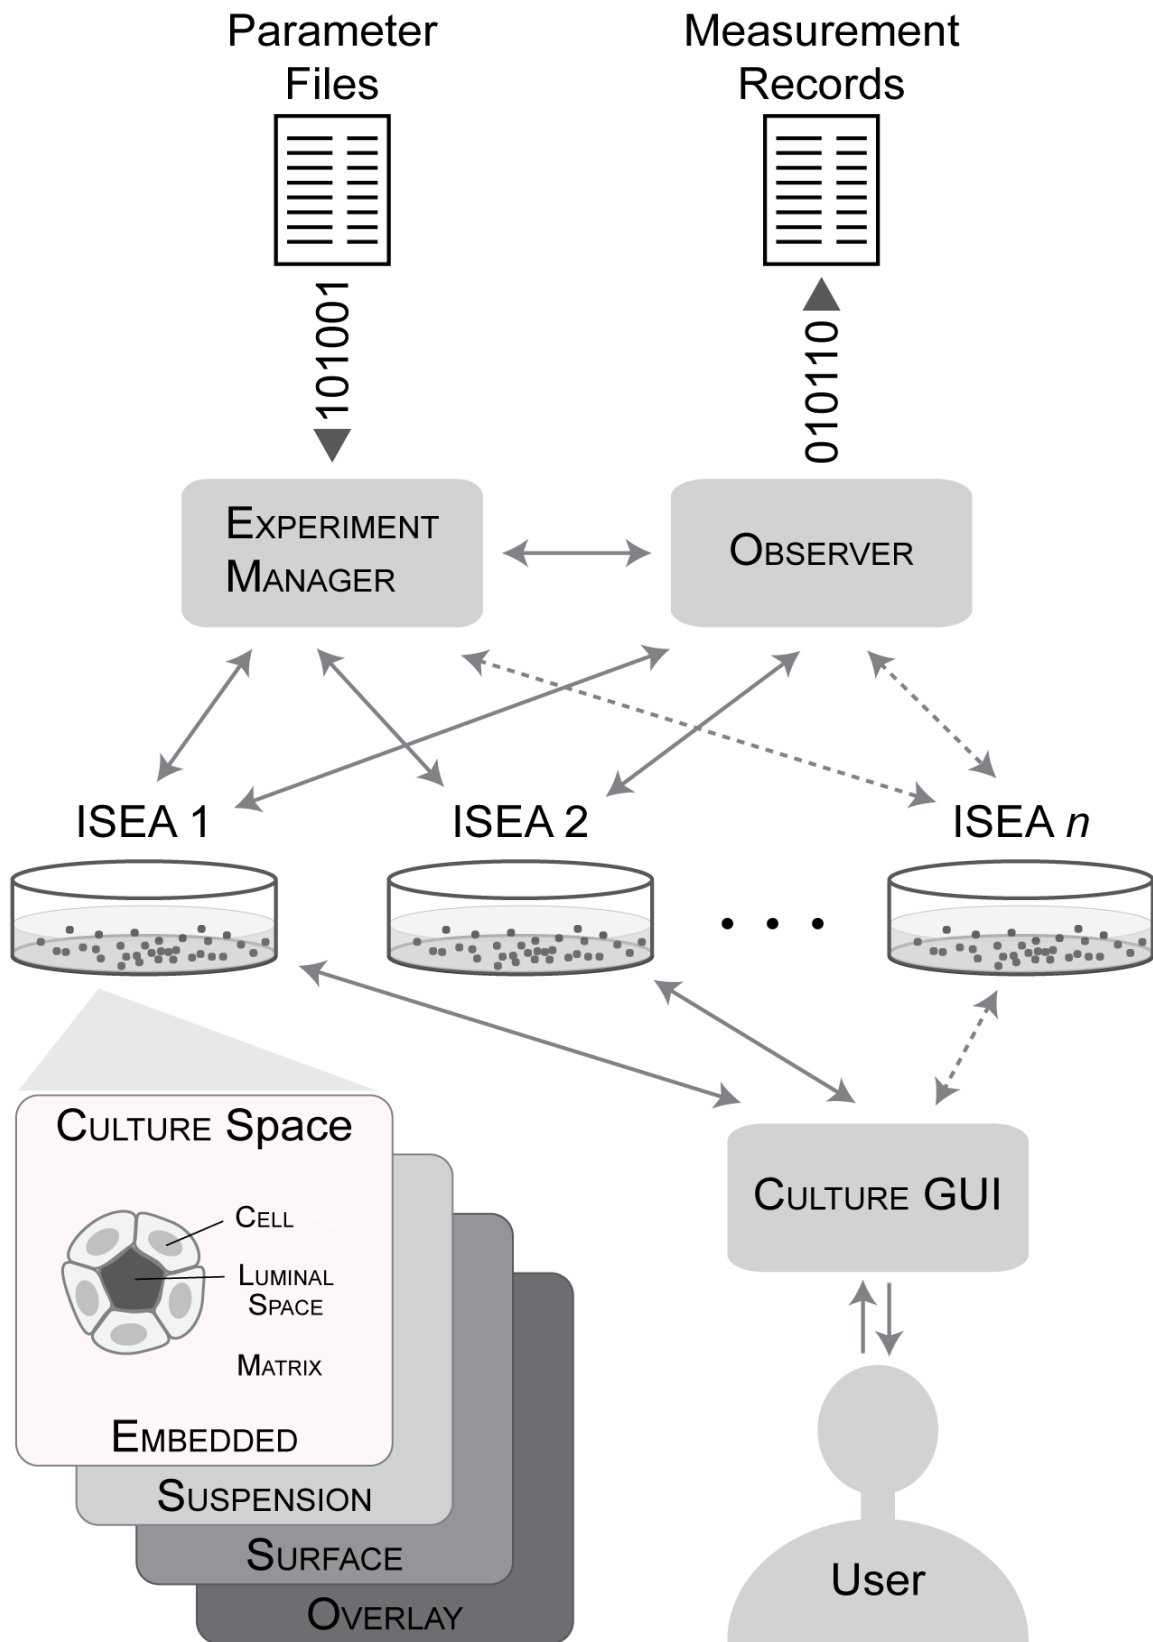 Parameter
Files
Measurement
Records
101001
010110
EXPERIMENT
MANAGER
OBSERVER
ISEA 1
ISEA 2
ISEA n
CULTURE Space
CELL
LUMINAL
SPACE
MATRIX
EMBEDDED
SUSPENSION
SURFACE
OVERLAY
CULTURE GUI
User